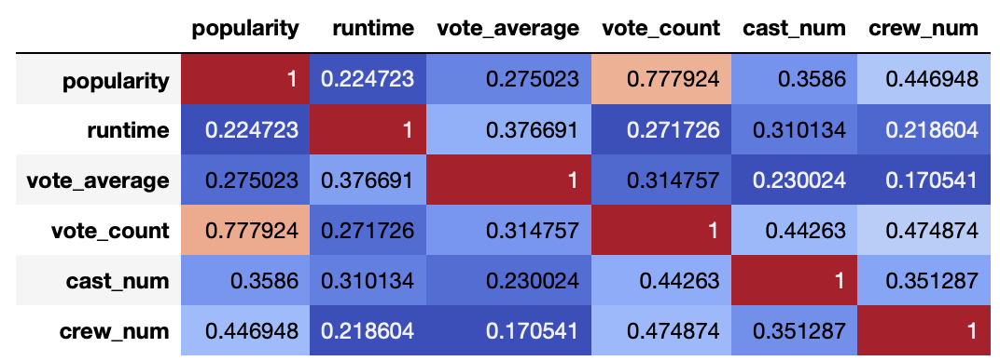 popularity runtime vote_average vote_count cast_num crew_num
popularity 1 0.224723 0.275023 0.777924 0.3586 0.446948
runtime 0.224723 1 0.376691 0.271726 0.310134 0.218604
vote_average 0.275023 0.376691 1 0.314757 0.230024 0.170541
vote_count 0.777924 0.271726 0.314757 1 0.44263 0.474874
cast_num 0.3586 0.310134 0.230024 0.44263 1 0.351287
crew_num 0.446948 0.218604 0.170541 0.474874 0.351287 1